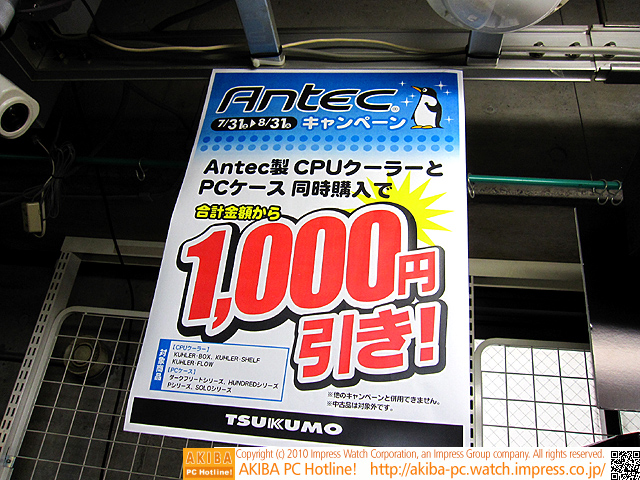 Antec
7/31㊏▶8/31㊋ キャンペーン
Antec製 CPUクーラーと
PCケース 同時購入で
合計金額から
1,000円
引き!
対象商品
【CPUクーラー】
KUHLER-BOX、KUHLER-SHELF
KUHLER-FLOW
【PCケース】
ダークフリートシリーズ、HUNDREDシリーズ
Pシリーズ、SOLOシリーズ
※他のキャンペーンと併用できません。
※中古品は対象外です。
TSUKUMO
AKIBA PC Hotline!
Copyright (c) 2010 Impress Watch Corporation, an Impress Group company. All rights reserved.
AKIBA PC Hotline! http://akiba-pc.watch.impress.co.jp/